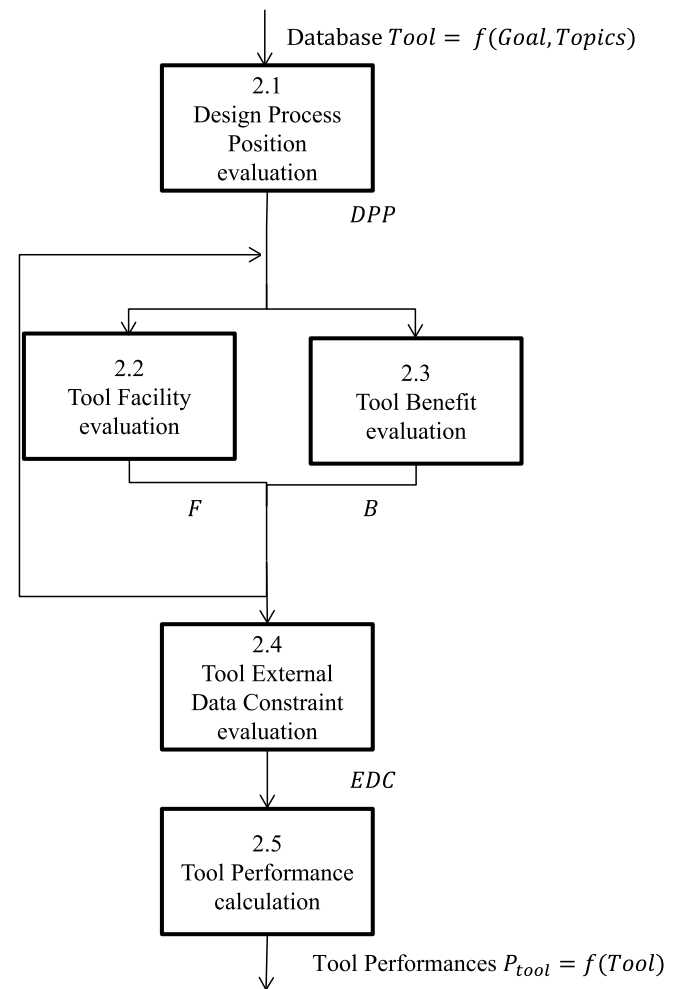 Database Tool = f(Goal, Topics)
2.1
Design Process
Position
evaluation
DPP
2.2
Tool Facility
evaluation
2.3
Tool Benefit
evaluation
F
B
2.4
Tool External
Data Constraint
evaluation
EDC
2.5
Tool Performance
calculation
Tool Performances P_tool = f(Tool)